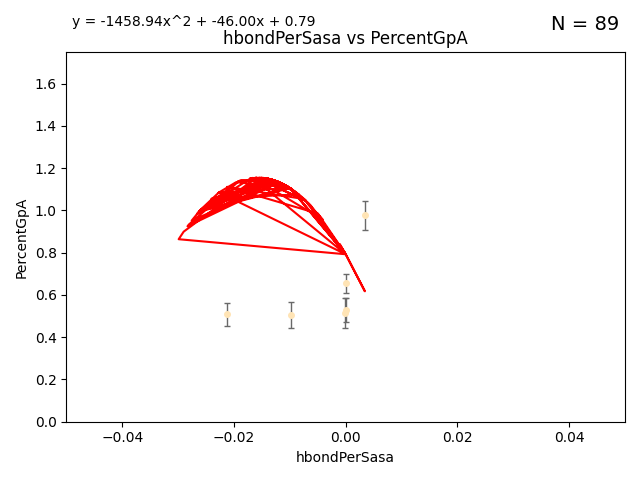 y = -1458.94x^2 + -46.00x + 0.79
N = 89
hbondPerSasa vs PercentGpA
1.6
1.4
1.2
1.0
0.8
0.6
0.4
0.2
0.0
PercentGpA
−0.04
−0.02
0.00
0.02
0.04
hbondPerSasa